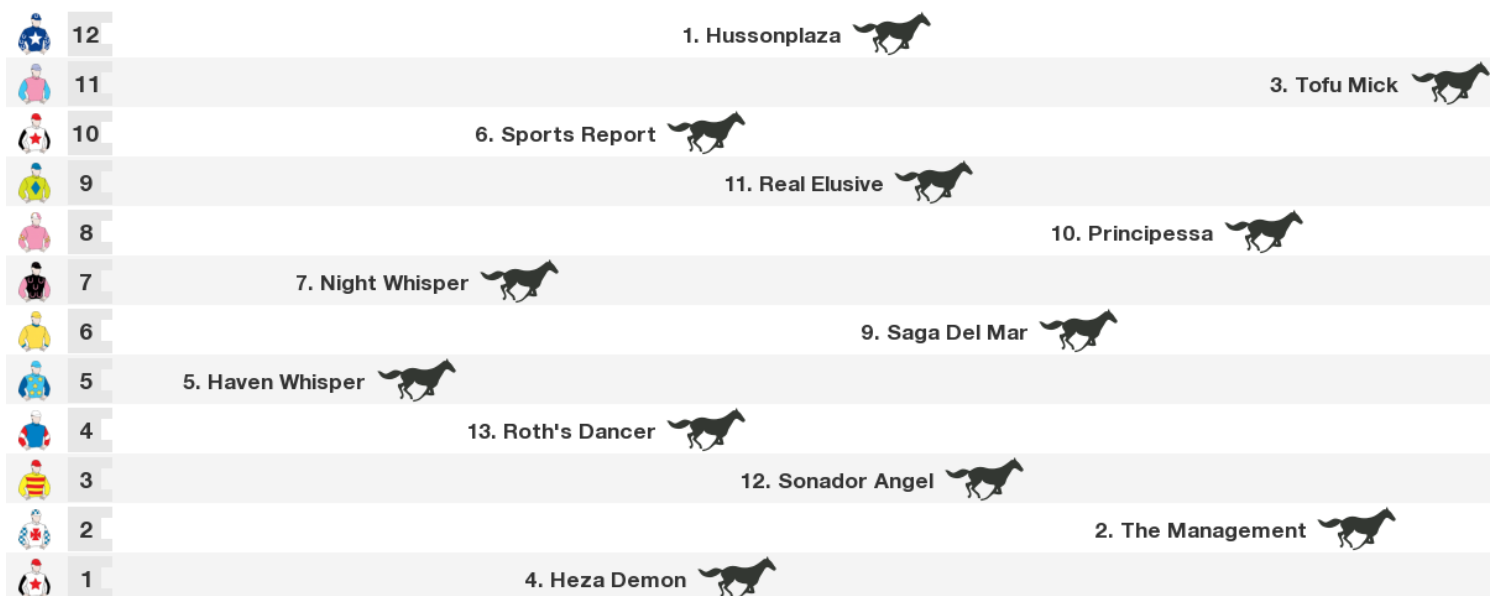 12 1. Hussonplaza
11 3. Tofu Mick
10 6. Sports Report
9 11. Real Elusive
8 10. Principessa
7 7. Night Whisper
6 9. Saga Del Mar
5 5. Haven Whisper
4 13. Roth's Dancer
3 12. Sonador Angel
2 2. The Management
1 4. Heza Demon